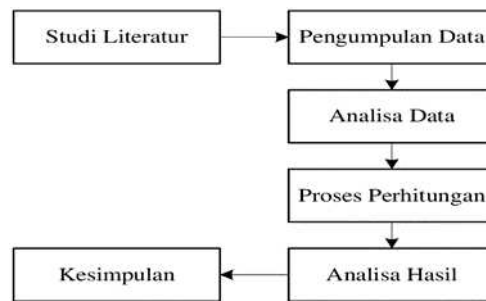 Studi Literatur
Pengumpulan Data
Analisa Data
Proses Perhitungan
Analisa Hasil
Kesimpulan